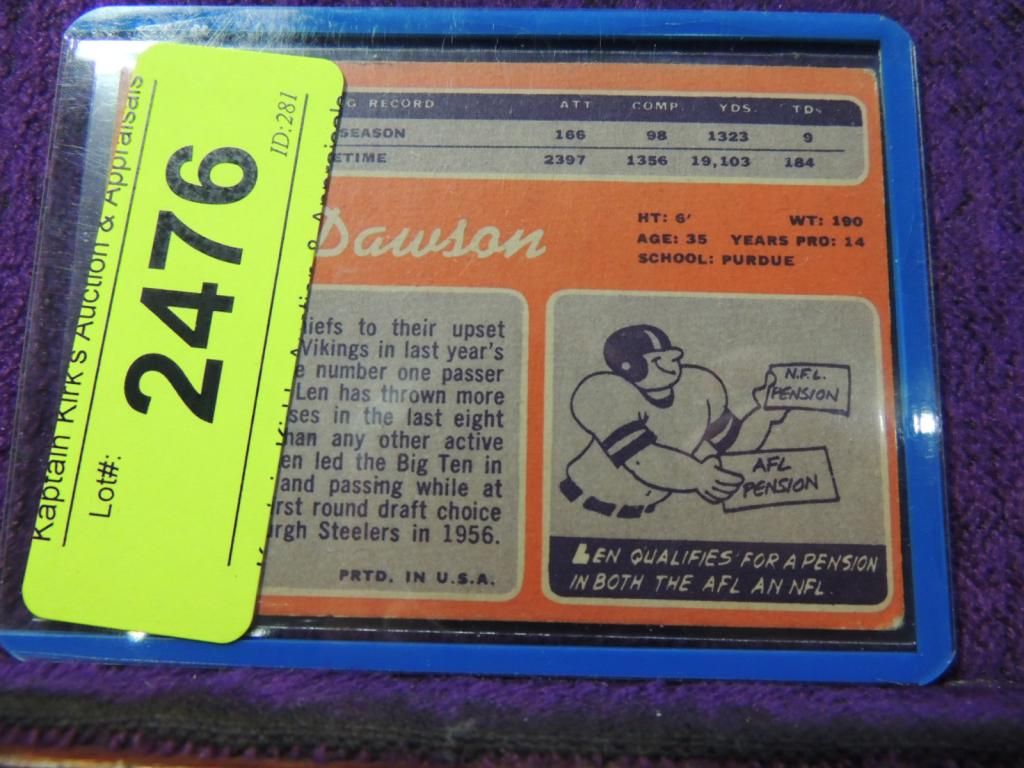 Kaptain Kirk's Auction & Appraisals
Lot#:
2476
ID:281
G RECORD ATT COMP. YDS. TDs
SEASON 166 98 1323 9
ETIME 2397 1356 19,103 184
Dawson
HT: 6' WT: 190
AGE: 35 YEARS PRO: 14
SCHOOL: PURDUE
iefs to their upset
Vikings in last year's
e number one passer
Len has thrown more
ses in the last eight
han any other active
en led the Big Ten in
and passing while at
rst round draft choice
urgh Steelers in 1956.
PRTD. IN U.S.A.
N.F.L.
PENSION
AFL
PENSION
LEN QUALIFIES FOR A PENSION
IN BOTH THE AFL AN NFL.